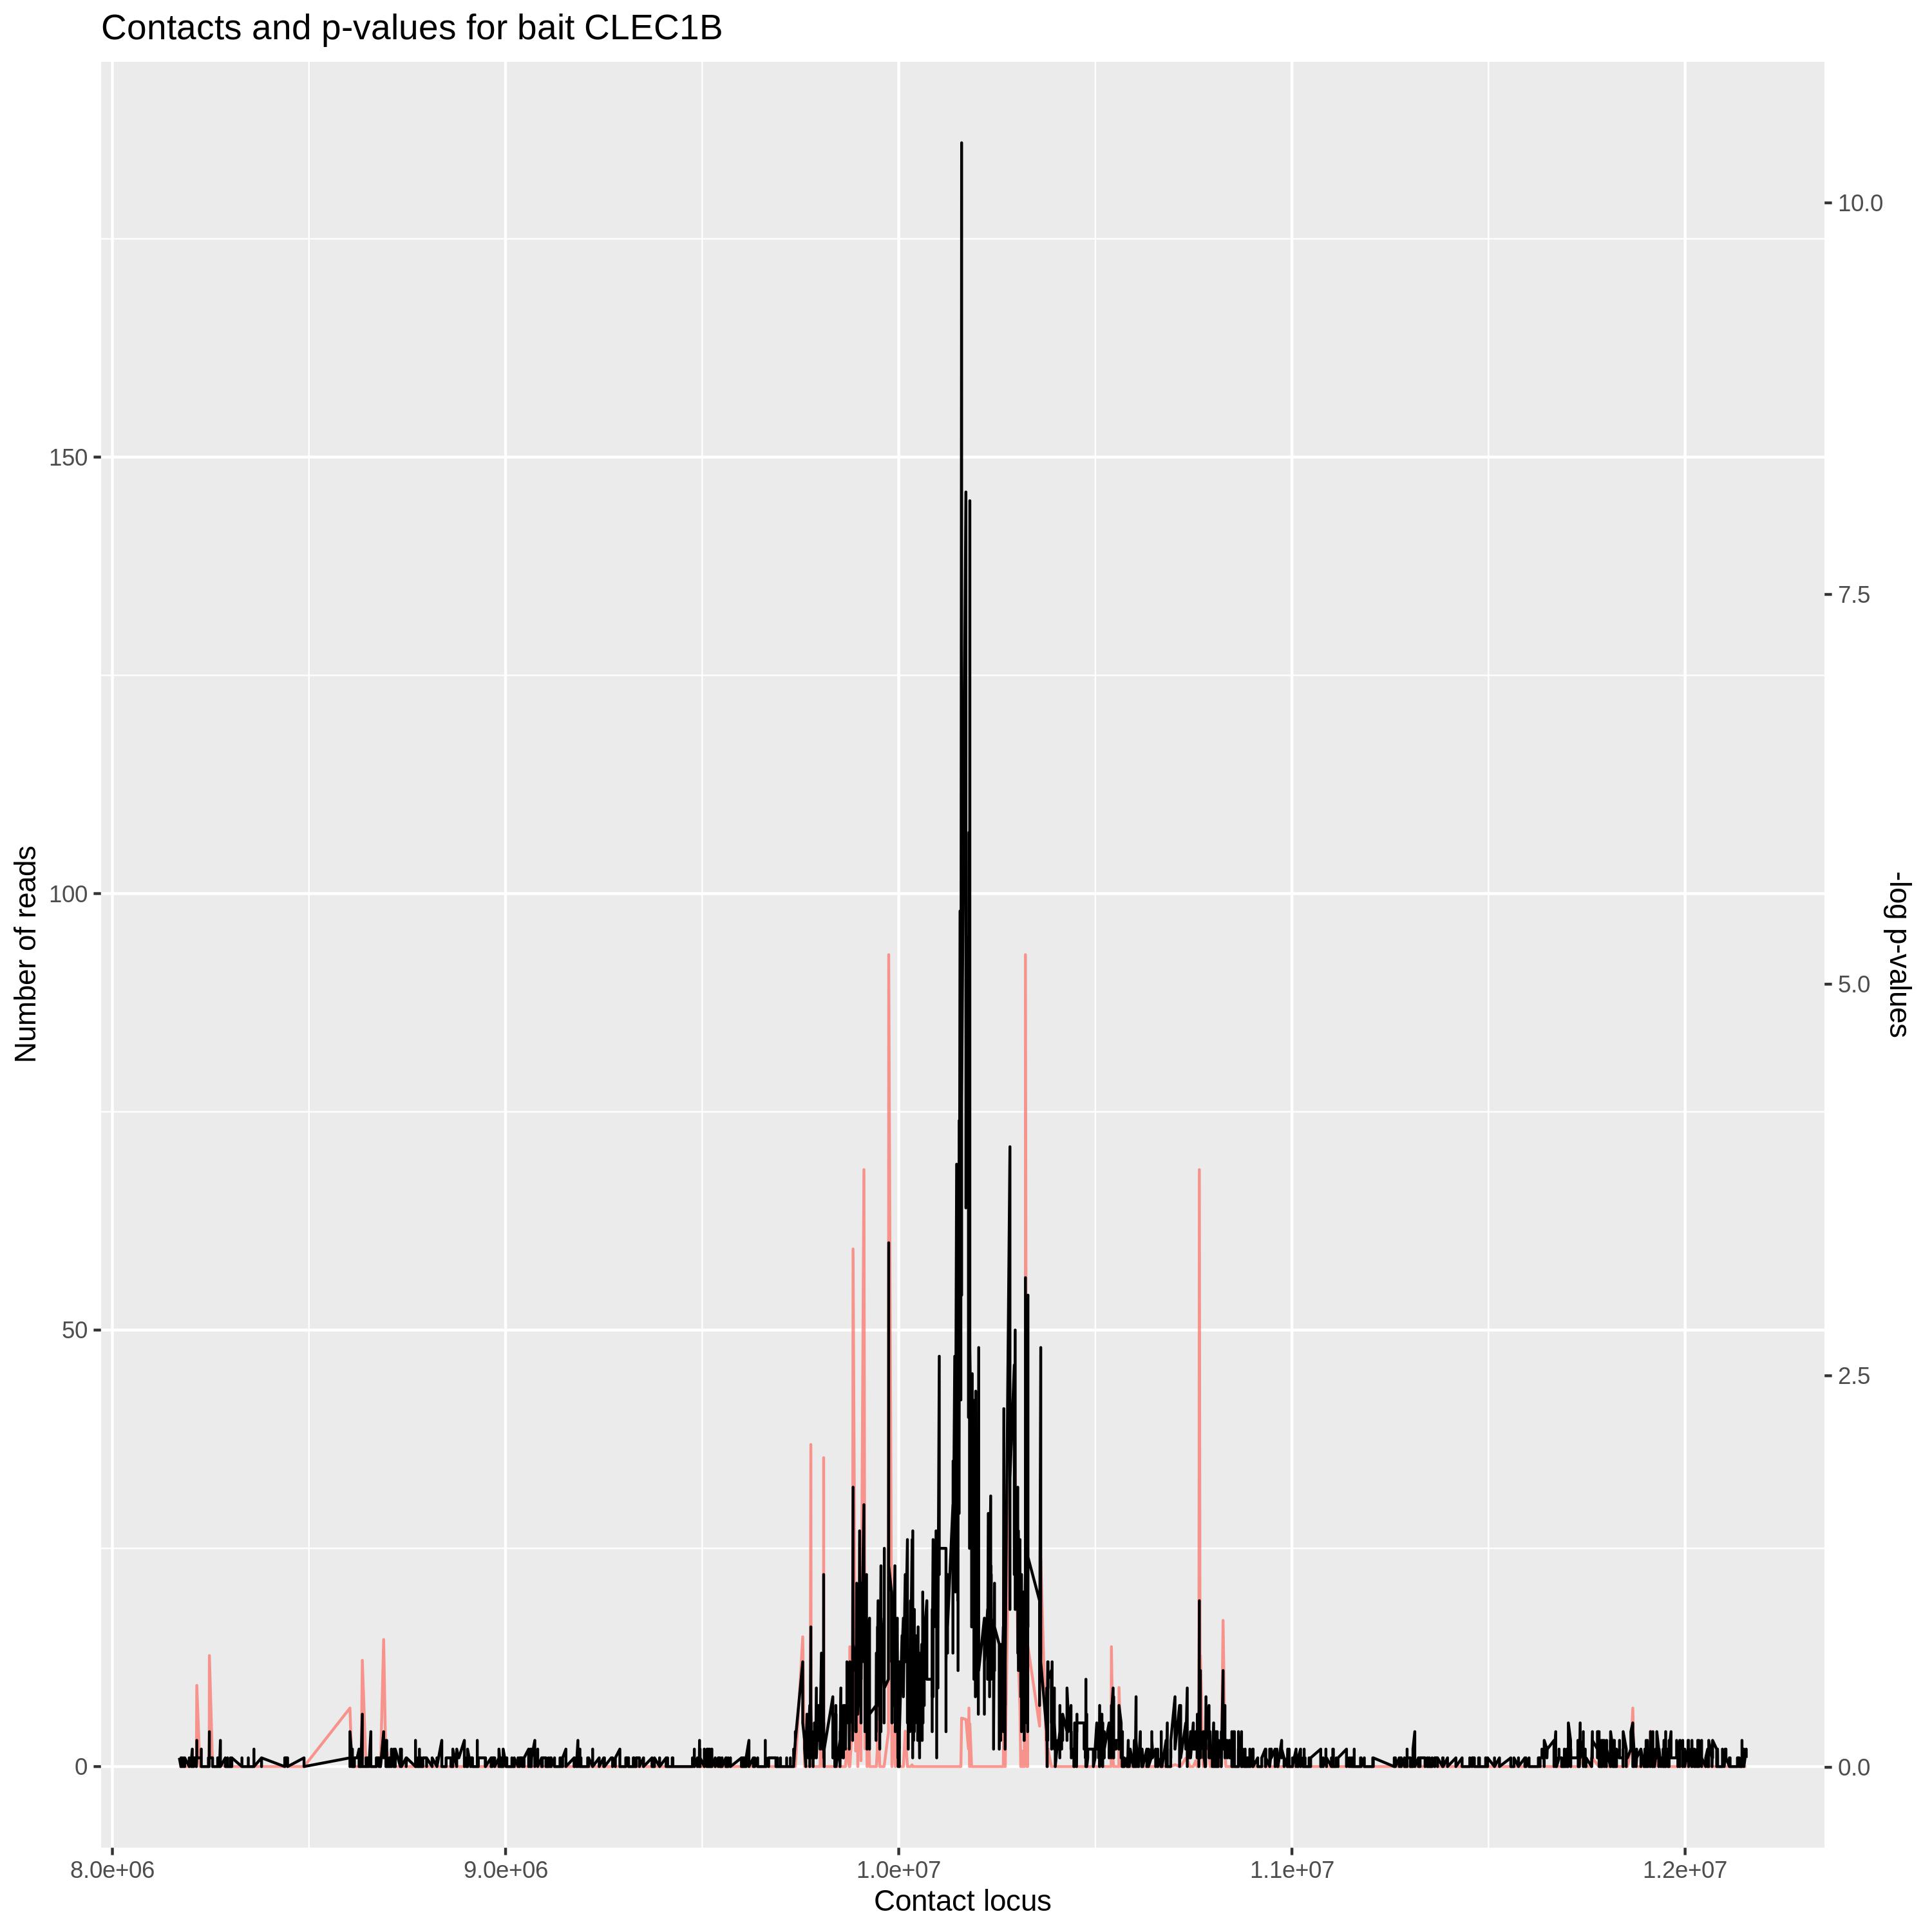 Contacts and p-values for bait CLEC1B
Number of reads
150
100
50
0
10.0
7.5
5.0
2.5
0.0
-log p-values
8.0e+06
9.0e+06
1.0e+07
1.1e+07
1.2e+07
Contact locus